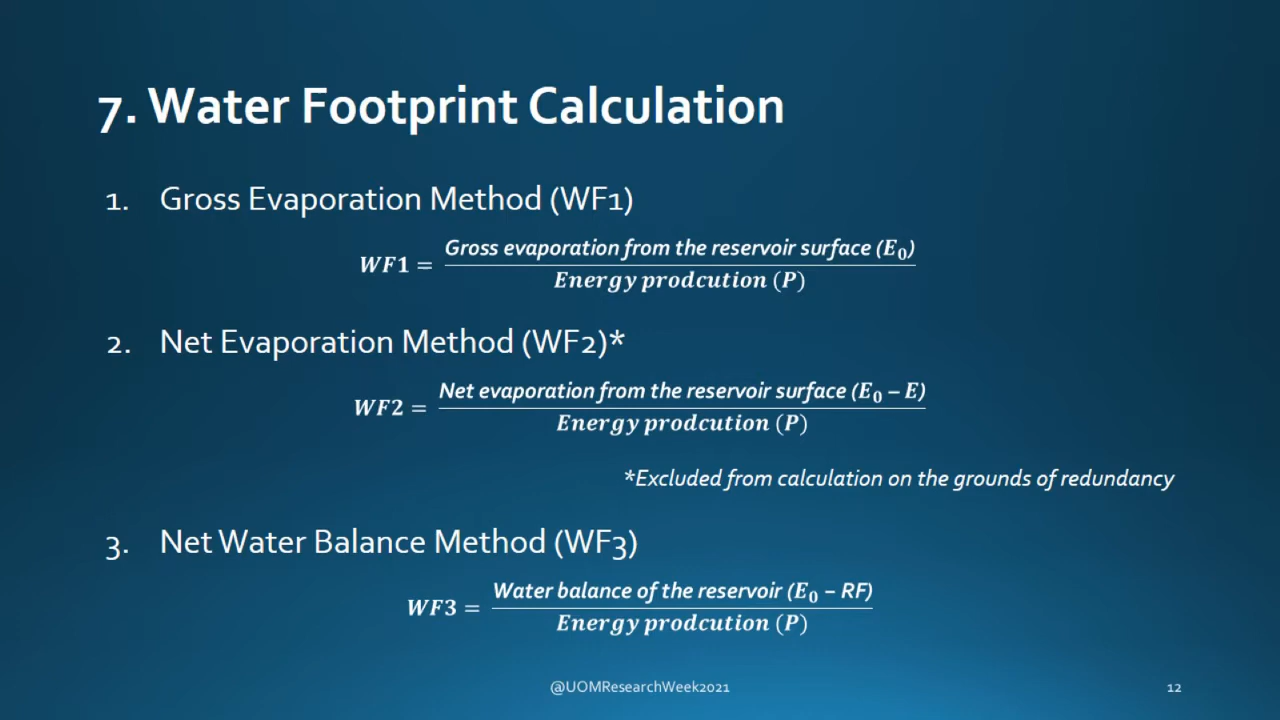 7. Water Footprint Calculation
1. Gross Evaporation Method (WF1)
WF1 = Gross evaporation from the reservoir surface (E₀)
Energy prodcution (P)
2. Net Evaporation Method (WF2)*
WF2 = Net evaporation from the reservoir surface (E₀ – E)
Energy prodcution (P)
*Excluded from calculation on the grounds of redundancy
3. Net Water Balance Method (WF3)
WF3 = Water balance of the reservoir (E₀ – RF)
Energy prodcution (P)
@UOMResearchWeek2021
12